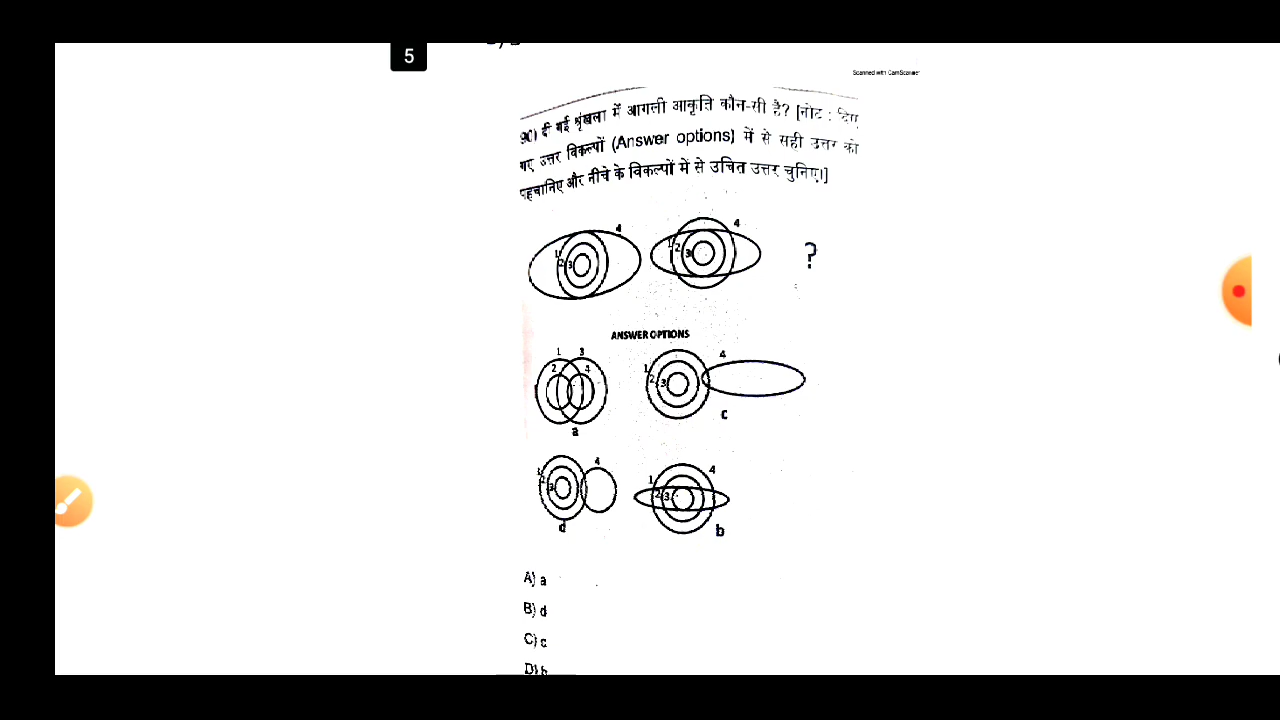 5
Scanned with CamScanner
90) दी गई श्रृंखला में आगली आकृति कौन-सी है? [नोट : दिए
गए उत्तर विकल्पों (Answer options) में से सही उत्तर को
पहचानिए और नीचे के विकल्पों में से उचित उत्तर चुनिए।]
4
1 2 3
4
1 2 3
?
ANSWER OPTIONS
1 3
2 4
a
4
1 2 3
c
4
3 2 3
d
1 4
2 3
b
A) a
B) d
C) c
D) b